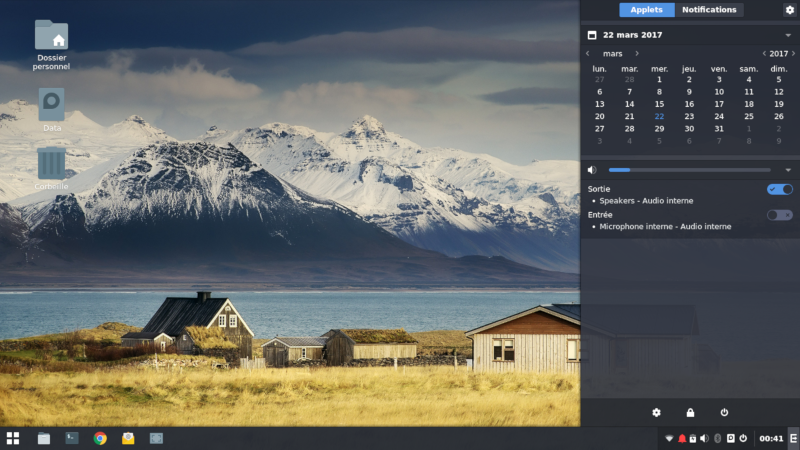 Dossier
personnel
Data
Corbeille
Applets Notifications
22 mars 2017
mars 2017
lun. mar. mer. jeu. ven. sam. dim.
27 28 1 2 3 4 5
6 7 8 9 10 11 12
13 14 15 16 17 18 19
20 21 22 23 24 25 26
27 28 29 30 31 1 2
3 4 5 6 7 8 9
Sortie
• Speakers - Audio interne
Entrée
• Microphone interne - Audio interne
00:41